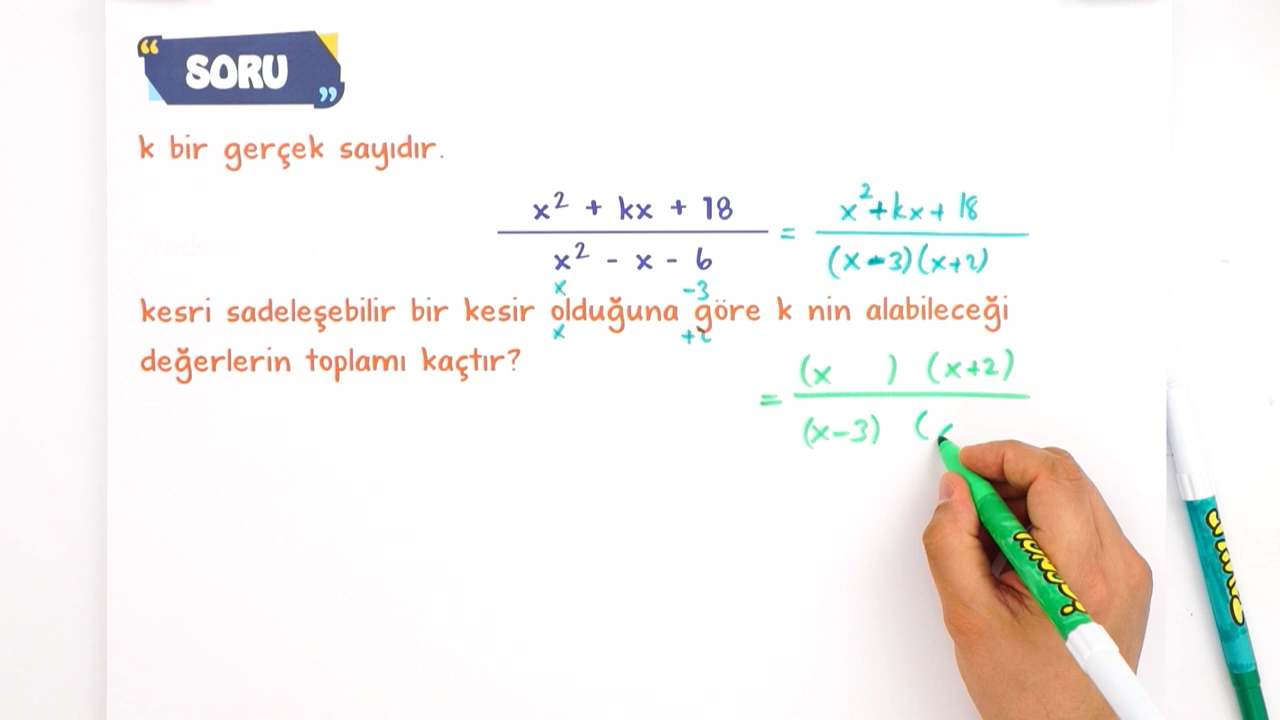 “ SORU ”
k bir gerçek sayıdır.
x² + kx + 18 / x² - x - 6 = x²+kx+18 / (x-3)(x+2)
x -3
x +2
kesri sadeleşebilir bir kesir olduğuna göre k nin alabileceği
değerlerin toplamı kaçtır?
= (x ) (x+2) / (x-3) (